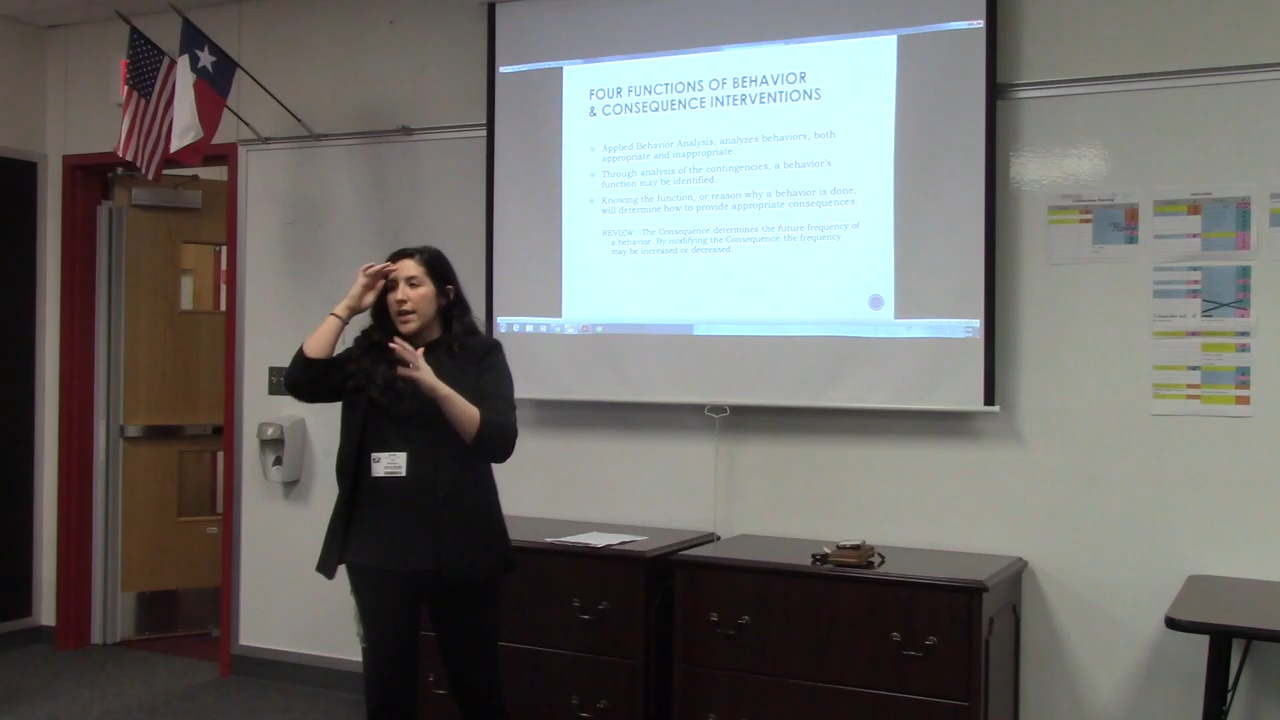 FOUR FUNCTIONS OF BEHAVIOR
& CONSEQUENCE INTERVENTIONS
Applied Behavior Analysis, analyzes behaviors, both
appropriate and inappropriate.
Through analysis of the contingencies, a behavior's
function may be identified.
Knowing the function, or reason why a behavior is done,
will determine how to provide appropriate consequences.
REVIEW: The Consequence determines the future frequency of
a behavior. By modifying the Consequence the frequency
may be increased or decreased.